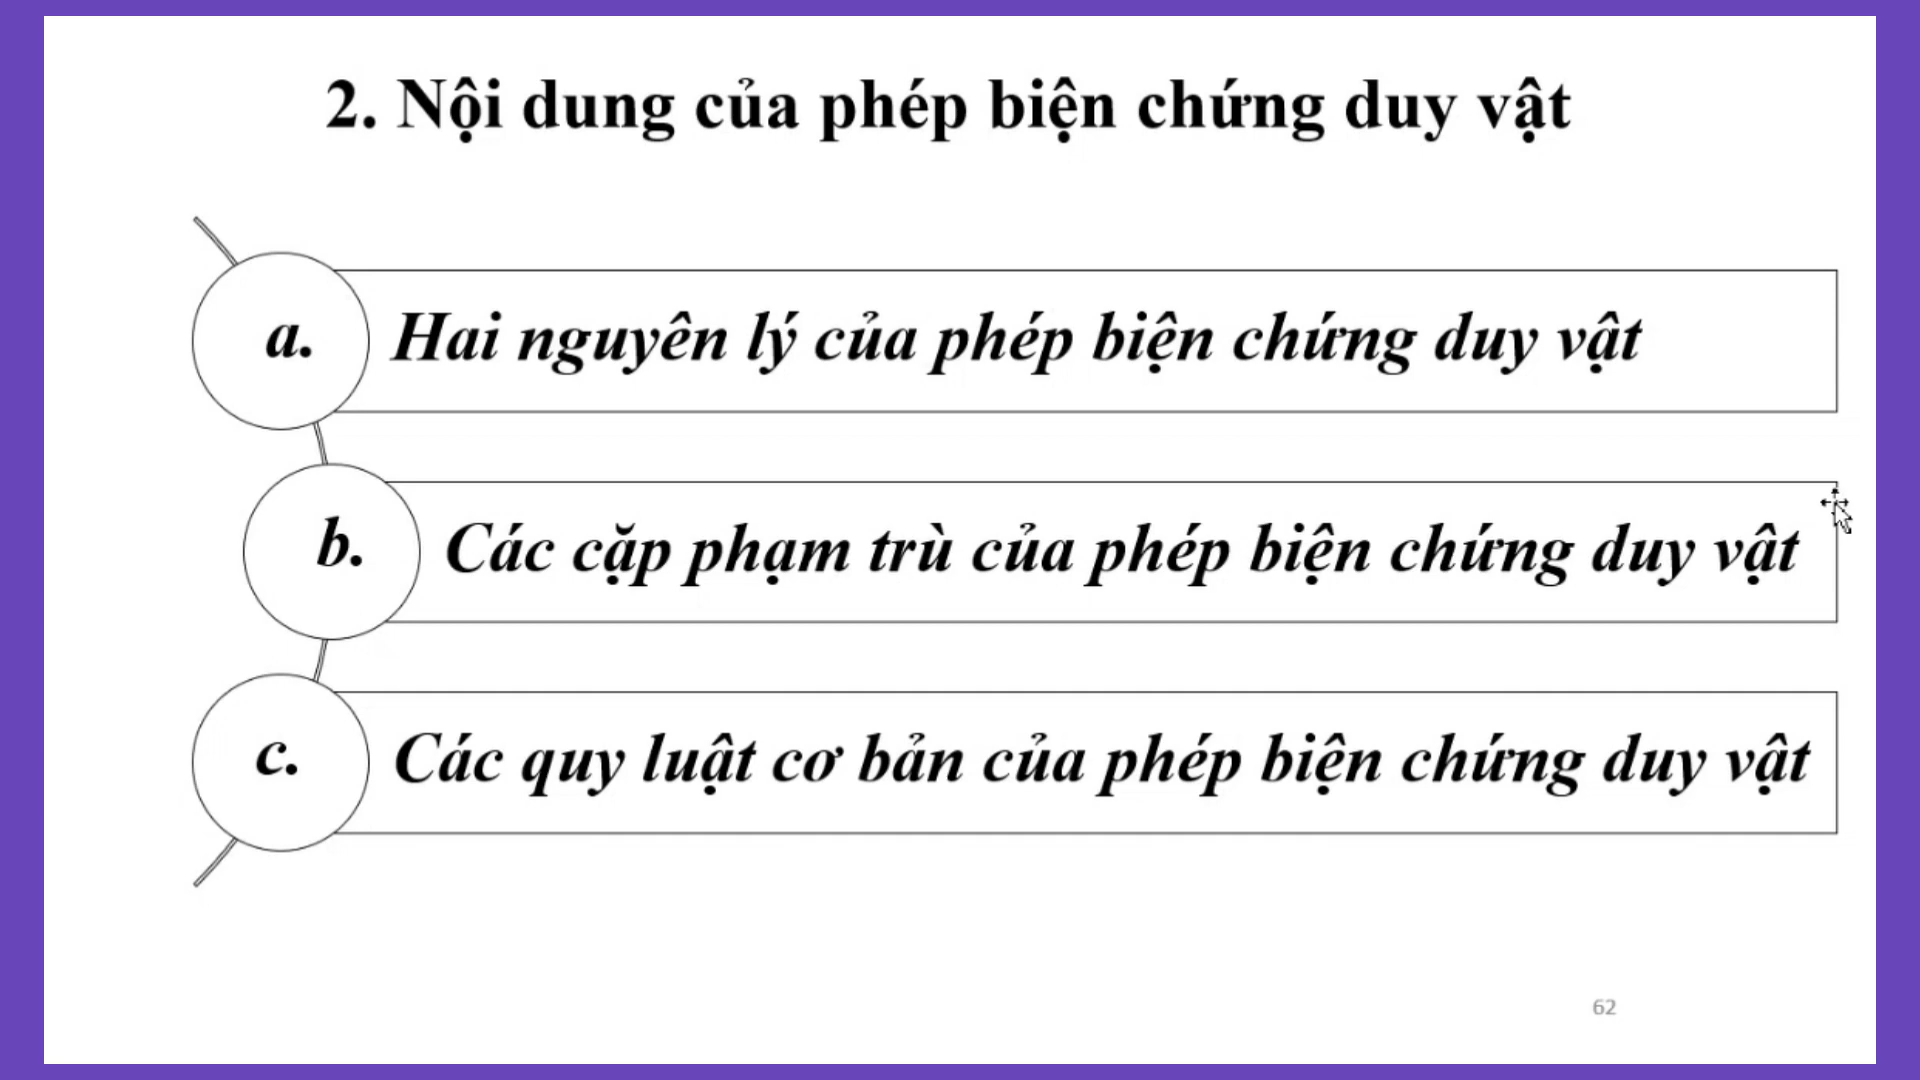 2. Nội dung của phép biện chứng duy vật
a. Hai nguyên lý của phép biện chứng duy vật
b. Các cặp phạm trù của phép biện chứng duy vật
c. Các quy luật cơ bản của phép biện chứng duy vật
62